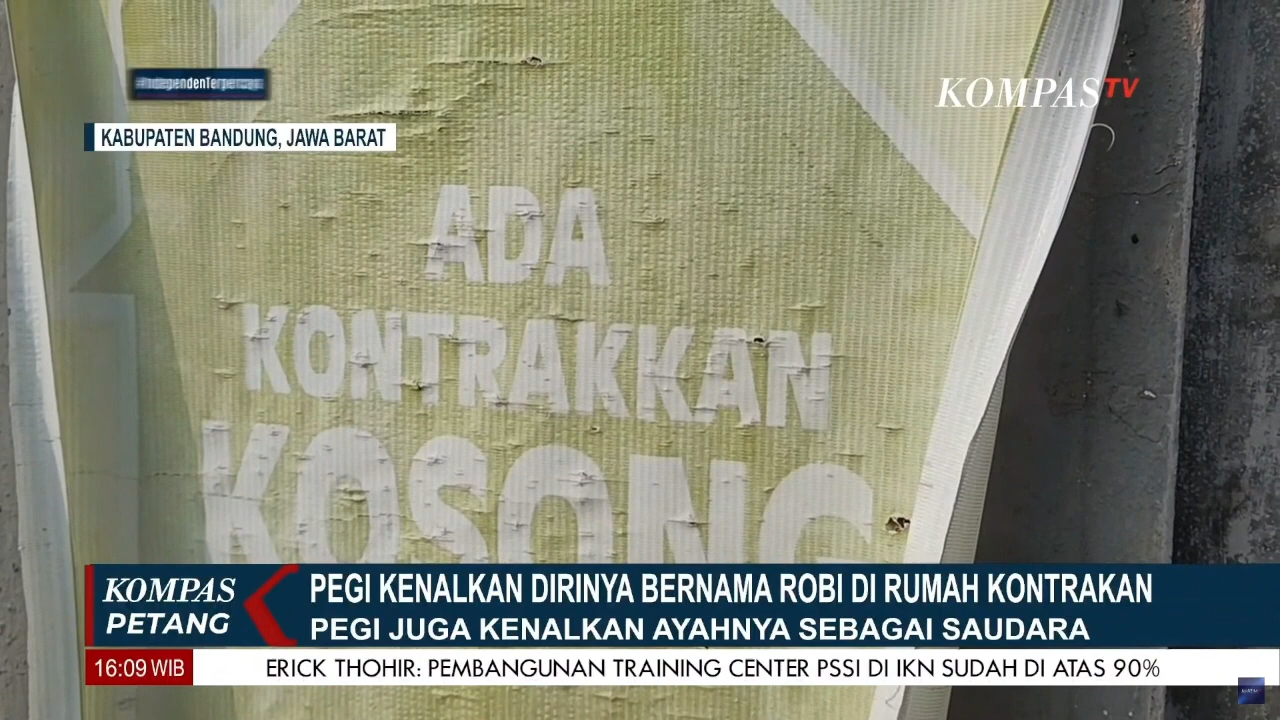 #IndependenTerpercaya
KOMPASTV
KABUPATEN BANDUNG, JAWA BARAT
ADA
KONTRAKKAN
KOSONG
KOMPAS
PETANG
PEGI KENALKAN DIRINYA BERNAMA ROBI DI RUMAH KONTRAKAN
PEGI JUGA KENALKAN AYAHNYA SEBAGAI SAUDARA
16:09 WIB
ERICK THOHIR: PEMBANGUNAN TRAINING CENTER PSSI DI IKN SUDAH DI ATAS 90%